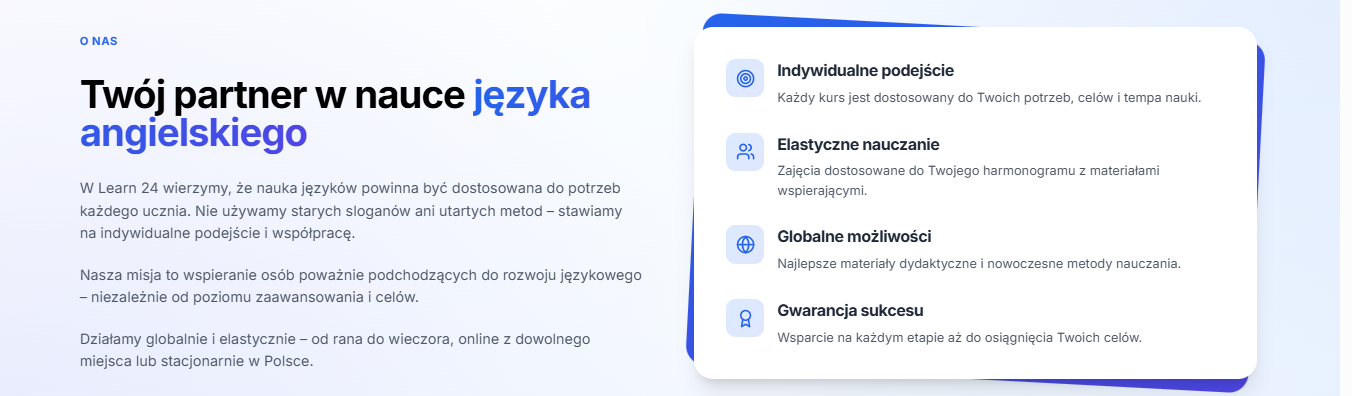 O NAS
Twój partner w nauce języka
angielskiego
W Learn 24 wierzymy, że nauka języków powinna być dostosowana do potrzeb
każdego ucznia. Nie używamy starych sloganów ani utartych metod – stawiamy
na indywidualne podejście i współpracę.
Nasza misja to wspieranie osób poważnie podchodzących do rozwoju językowego
– niezależnie od poziomu zaawansowania i celów.
Działamy globalnie i elastycznie – od rana do wieczora, online z dowolnego
miejsca lub stacjonarnie w Polsce.
Indywidualne podejście
Każdy kurs jest dostosowany do Twoich potrzeb, celów i tempa nauki.
Elastyczne nauczanie
Zajęcia dostosowane do Twojego harmonogramu z materiałami
wspierającymi.
Globalne możliwości
Najlepsze materiały dydaktyczne i nowoczesne metody nauczania.
Gwarancja sukcesu
Wsparcie na każdym etapie aż do osiągnięcia Twoich celów.